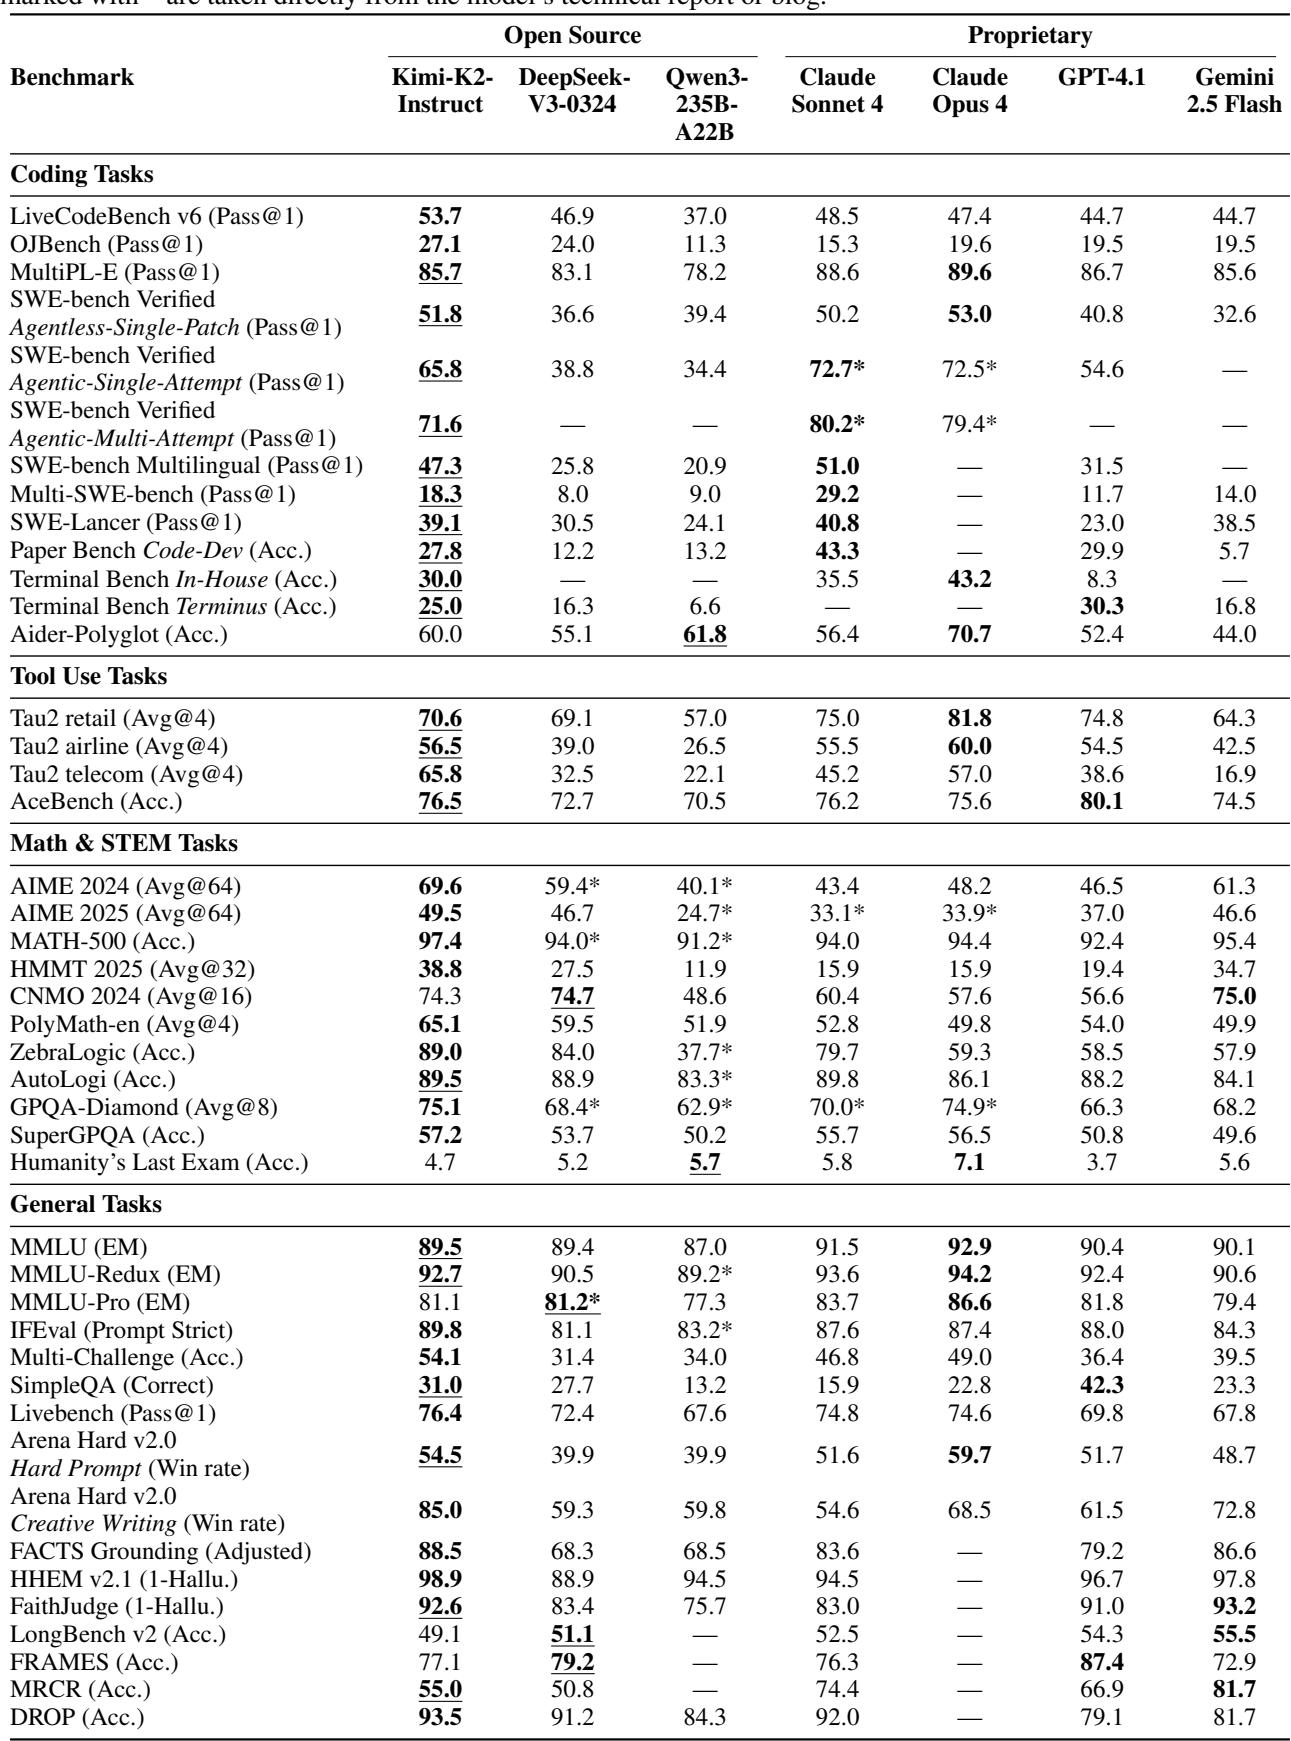 marked with * are taken directly from the model's technical report or blog.
Open Source Proprietary
Benchmark Kimi-K2-Instruct DeepSeek-V3-0324 Qwen3-235B-A22B Claude Sonnet 4 Claude Opus 4 GPT-4.1 Gemini 2.5 Flash
Coding Tasks
LiveCodeBench v6 (Pass@1) 53.7 46.9 37.0 48.5 47.4 44.7 44.7
OJBench (Pass@1) 27.1 24.0 11.3 15.3 19.6 19.5 19.5
MultiPL-E (Pass@1) 85.7 83.1 78.2 88.6 89.6 86.7 85.6
SWE-bench Verified
Agentless-Single-Patch (Pass@1) 51.8 36.6 39.4 50.2 53.0 40.8 32.6
SWE-bench Verified
Agentic-Single-Attempt (Pass@1) 65.8 38.8 34.4 72.7* 72.5* 54.6 —
SWE-bench Verified
Agentic-Multi-Attempt (Pass@1) 71.6 — — 80.2* 79.4* — —
SWE-bench Multilingual (Pass@1) 47.3 25.8 20.9 51.0 — 31.5 —
Multi-SWE-bench (Pass@1) 18.3 8.0 9.0 29.2 — 11.7 14.0
SWE-Lancer (Pass@1) 39.1 30.5 24.1 40.8 — 23.0 38.5
Paper Bench Code-Dev (Acc.) 27.8 12.2 13.2 43.3 — 29.9 5.7
Terminal Bench In-House (Acc.) 30.0 — — 35.5 43.2 8.3 —
Terminal Bench Terminus (Acc.) 25.0 16.3 6.6 — — 30.3 16.8
Aider-Polyglot (Acc.) 60.0 55.1 61.8 56.4 70.7 52.4 44.0
Tool Use Tasks
Tau2 retail (Avg@4) 70.6 69.1 57.0 75.0 81.8 74.8 64.3
Tau2 airline (Avg@4) 56.5 39.0 26.5 55.5 60.0 54.5 42.5
Tau2 telecom (Avg@4) 65.8 32.5 22.1 45.2 57.0 38.6 16.9
AceBench (Acc.) 76.5 72.7 70.5 76.2 75.6 80.1 74.5
Math & STEM Tasks
AIME 2024 (Avg@64) 69.6 59.4* 40.1* 43.4 48.2 46.5 61.3
AIME 2025 (Avg@64) 49.5 46.7 24.7* 33.1* 33.9* 37.0 46.6
MATH-500 (Acc.) 97.4 94.0* 91.2* 94.0 94.4 92.4 95.4
HMMT 2025 (Avg@32) 38.8 27.5 11.9 15.9 15.9 19.4 34.7
CNMO 2024 (Avg@16) 74.3 74.7 48.6 60.4 57.6 56.6 75.0
PolyMath-en (Avg@4) 65.1 59.5 51.9 52.8 49.8 54.0 49.9
ZebraLogic (Acc.) 89.0 84.0 37.7* 79.7 59.3 58.5 57.9
AutoLogi (Acc.) 89.5 88.9 83.3* 89.8 86.1 88.2 84.1
GPQA-Diamond (Avg@8) 75.1 68.4* 62.9* 70.0* 74.9* 66.3 68.2
SuperGPQA (Acc.) 57.2 53.7 50.2 55.7 56.5 50.8 49.6
Humanity's Last Exam (Acc.) 4.7 5.2 5.7 5.8 7.1 3.7 5.6
General Tasks
MMLU (EM) 89.5 89.4 87.0 91.5 92.9 90.4 90.1
MMLU-Redux (EM) 92.7 90.5 89.2* 93.6 94.2 92.4 90.6
MMLU-Pro (EM) 81.1 81.2* 77.3 83.7 86.6 81.8 79.4
IFEval (Prompt Strict) 89.8 81.1 83.2* 87.6 87.4 88.0 84.3
Multi-Challenge (Acc.) 54.1 31.4 34.0 46.8 49.0 36.4 39.5
SimpleQA (Correct) 31.0 27.7 13.2 15.9 22.8 42.3 23.3
Livebench (Pass@1) 76.4 72.4 67.6 74.8 74.6 69.8 67.8
Arena Hard v2.0
Hard Prompt (Win rate) 54.5 39.9 39.9 51.6 59.7 51.7 48.7
Arena Hard v2.0
Creative Writing (Win rate) 85.0 59.3 59.8 54.6 68.5 61.5 72.8
FACTS Grounding (Adjusted) 88.5 68.3 68.5 83.6 — 79.2 86.6
HHEM v2.1 (1-Hallu.) 98.9 88.9 94.5 94.5 — 96.7 97.8
FaithJudge (1-Hallu.) 92.6 83.4 75.7 83.0 — 91.0 93.2
LongBench v2 (Acc.) 49.1 51.1 — 52.5 — 54.3 55.5
FRAMES (Acc.) 77.1 79.2 — 76.3 — 87.4 72.9
MRCR (Acc.) 55.0 50.8 — 74.4 — 66.9 81.7
DROP (Acc.) 93.5 91.2 84.3 92.0 — 79.1 81.7